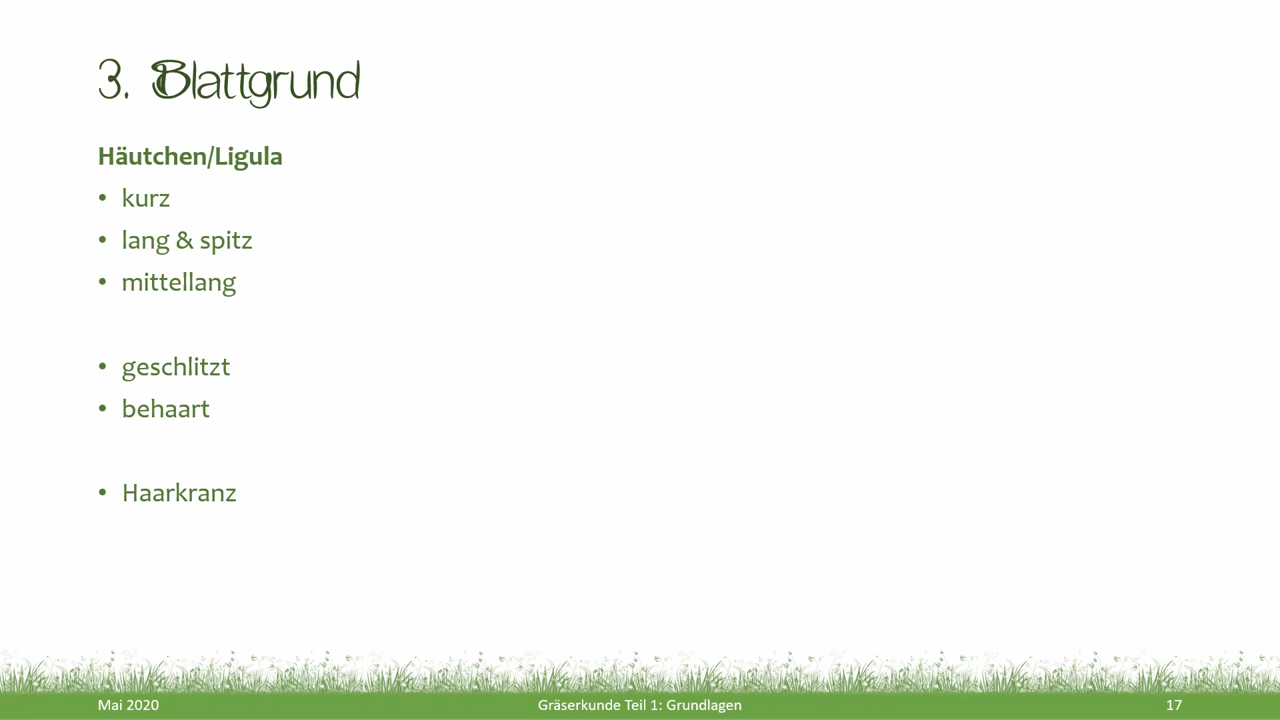 3. Blattgrund
Häutchen/Ligula
• kurz
• lang & spitz
• mittellang
• geschlitzt
• behaart
• Haarkranz
Mai 2020
Gräserkunde Teil 1: Grundlagen
17